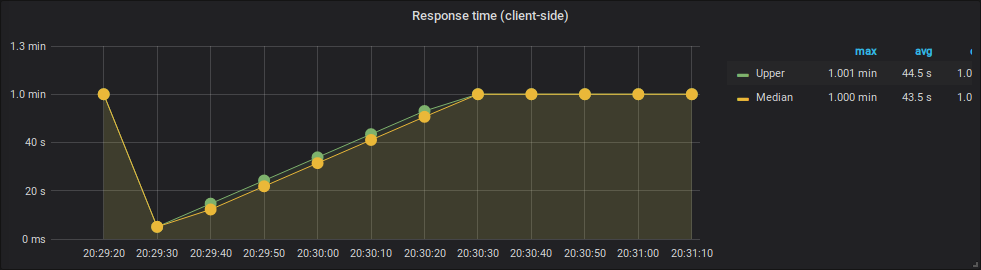 Response time (client-side)
1.3 min
1.0 min
40 s
20 s
0 ms
20:29:20 20:29:30 20:29:40 20:29:50 20:30:00 20:30:10 20:30:20 20:30:30 20:30:40 20:30:50 20:31:00 20:31:10
max avg
Upper 1.001 min 44.5 s 1.0
Median 1.000 min 43.5 s 1.0